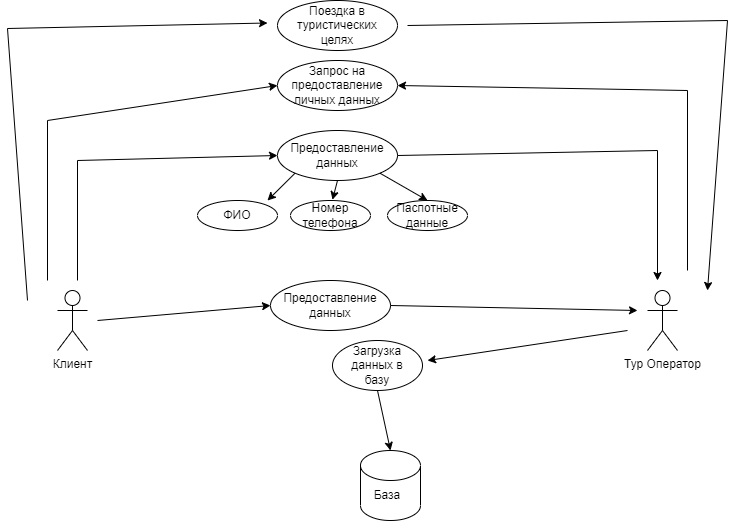 Поездка в
туристических
целях
Запрос на
предоставление
личных данных
Предоставление
данных
ФИО
Номер
телефона
Паспотные
данные
Предоставление
данных
Клиент
Тур Оператор
Загрузка
данных в
базу
База